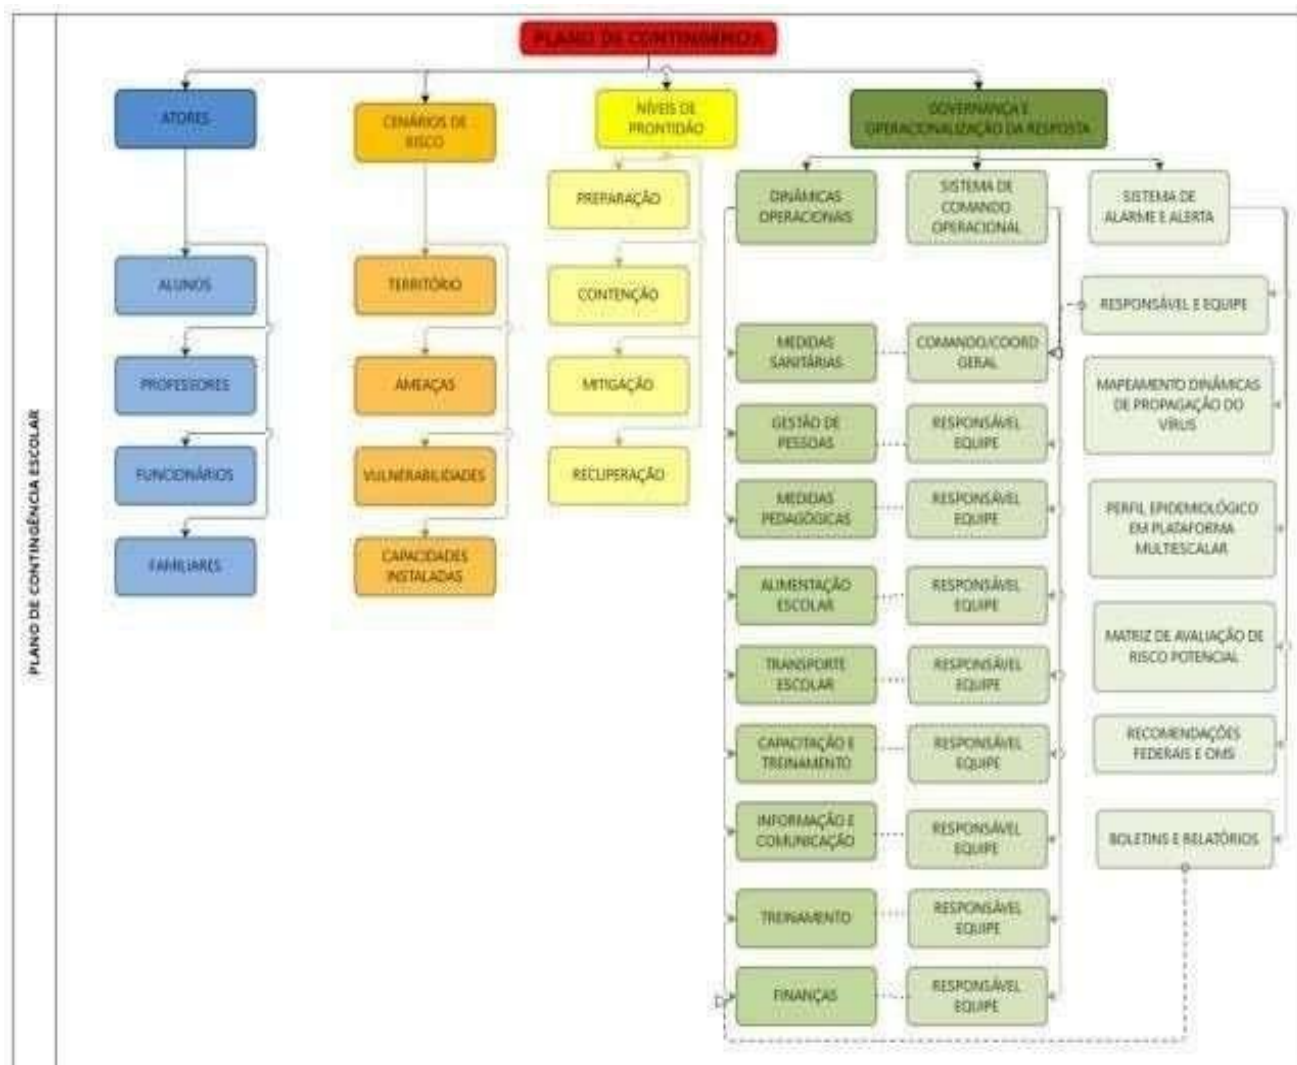 PLANO DE CONTINGÊNCIA ESCOLAR
PLANO DE CONTINGÊNCIA
ATORES
ALUNOS
PROFESSORES
FUNCIONÁRIOS
FAMILIARES
CENÁRIOS DE
RISCO
TERRITÓRIO
AMEAÇAS
VULNERABILIDADES
CAPACIDADES
INSTALADAS
NÍVEIS DE
PRONTIDÃO
PREPARAÇÃO
CONTENÇÃO
MITIGAÇÃO
RECUPERAÇÃO
GOVERNANÇA E
OPERACIONALIZAÇÃO DA RESPOSTA
DINÂMICAS
OPERACIONAIS
MEDIDAS
SANITÁRIAS
GESTÃO DE
PESSOAS
MEDIDAS
PEDAGÓGICAS
ALIMENTAÇÃO
ESCOLAR
TRANSPORTE
ESCOLAR
CAPACITAÇÃO E
TREINAMENTO
INFORMAÇÃO E
COMUNICAÇÃO
TREINAMENTO
FINANÇAS
SISTEMA DE
COMANDO
OPERACIONAL
COMANDO/COORD
GERAL
RESPONSÁVEL
EQUIPE
RESPONSÁVEL
EQUIPE
RESPONSÁVEL
EQUIPE
RESPONSÁVEL
EQUIPE
RESPONSÁVEL
EQUIPE
RESPONSÁVEL
EQUIPE
RESPONSÁVEL
EQUIPE
RESPONSÁVEL
EQUIPE
SISTEMA DE
ALARME E ALERTA
RESPONSÁVEL E EQUIPE
MAPEAMENTO DINÂMICAS
DE PROPAGAÇÃO DO
VÍRUS
PERFIL EPIDEMIOLÓGICO
EM PLATAFORMA
MULTIESCALAR
MATRIZ DE AVALIAÇÃO DE
RISCO POTENCIAL
RECOMENDAÇÕES
FEDERAIS E OMS
BOLETINS E RELATÓRIOS